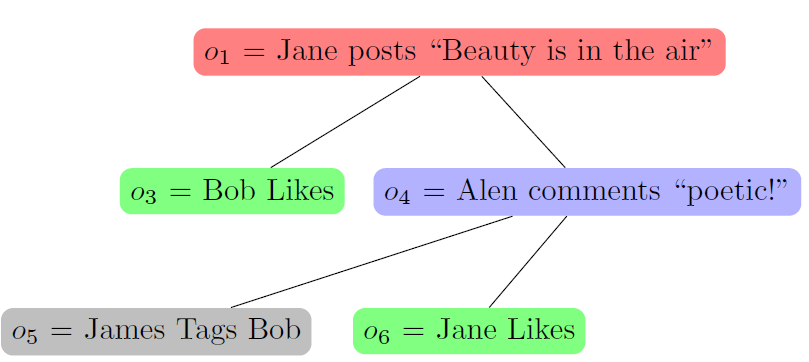 o₁ = Jane posts “Beauty is in the air”
o₃ = Bob Likes
o₄ = Alen comments “poetic!”
o₅ = James Tags Bob
o₆ = Jane Likes